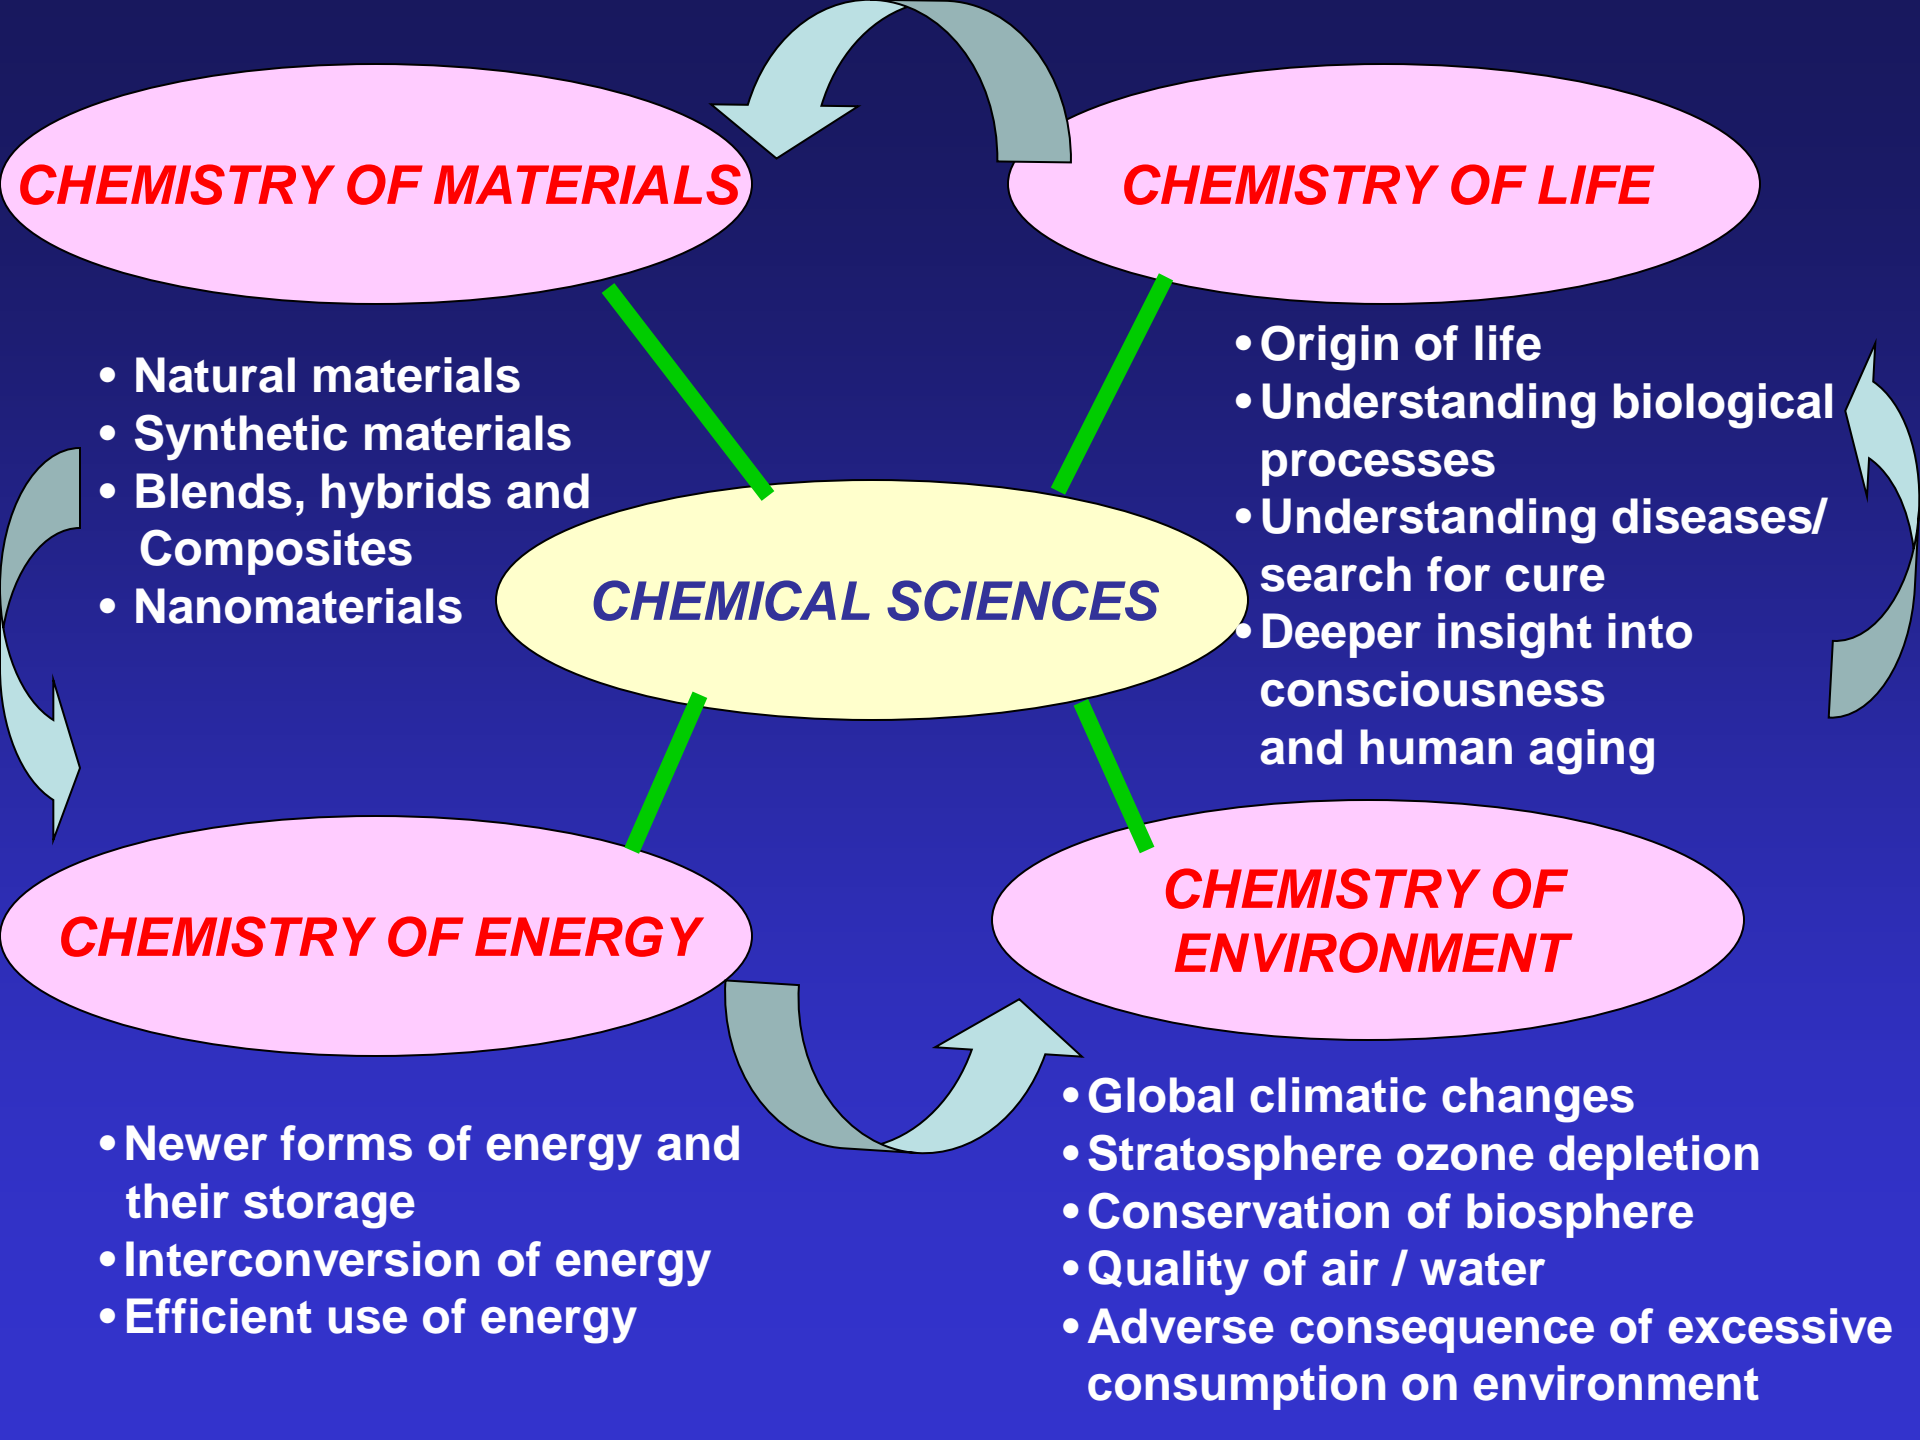 CHEMISTRY OF MATERIALS
CHEMISTRY OF LIFE
• Natural materials
• Synthetic materials
• Blends, hybrids and
Composites
• Nanomaterials
•Origin of life
•Understanding biological
processes
•Understanding diseases/
search for cure
•Deeper insight into
consciousness
and human aging
CHEMICAL SCIENCES
CHEMISTRY OF ENERGY
CHEMISTRY OF
ENVIRONMENT
•Newer forms of energy and
their storage
•Interconversion of energy
•Efficient use of energy
•Global climatic changes
•Stratosphere ozone depletion
•Conservation of biosphere
•Quality of air / water
•Adverse consequence of excessive
consumption on environment